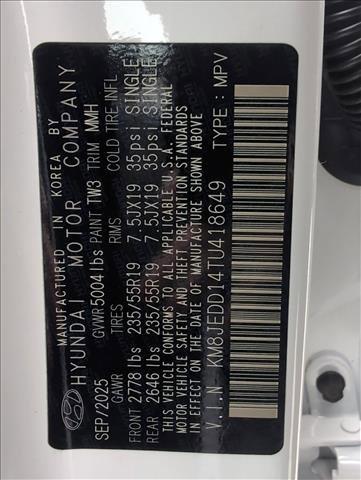 MANUFACTURED IN KOREA BY
HYUNDAI MOTOR COMPANY
SEP/2025 GVWR 5004 lbs PAINT TW3 TRIM MMH
GAWR TIRES RIMS COLD TIRE INFL
FRONT 2778 lbs 235/55R19 7.5JX19 35psi SINGLE
REAR 2646 lbs 235/55R19 7.5JX19 35psi SINGLE
THIS VEHICLE CONFORMS TO ALL APPLICABLE U.S.A. FEDERAL
MOTOR VEHICLE SAFETY AND THEFT PREVENTION STANDARDS
IN EFFECT ON THE DATE OF MANUFACTURE SHOWN ABOVE
V.I.N : KM8JEDD14TU418649 TYPE : MPV